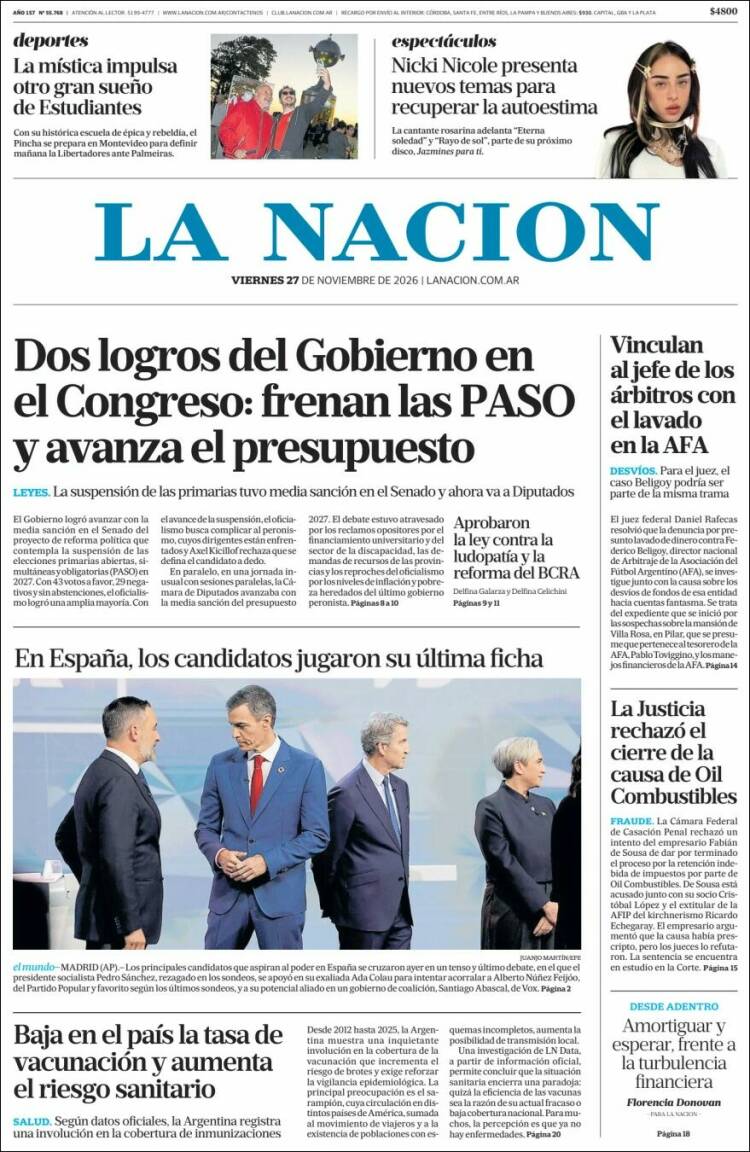 AÑO 157 Nº 55.768 | ATENCIÓN AL LECTOR: 5199-4777 | WWW.LANACION.COM.AR/CONTACTENOS | CLUB.LANACION.COM.AR | RECARGO POR ENVÍO AL INTERIOR: CÓRDOBA, SANTA FE, ENTRE RÍOS, LA PAMPA Y BUENOS AIRES: $930. CAPITAL, GBA Y LA PLATA
$4800
deportes
La mística impulsa
otro gran sueño
de Estudiantes
Con su histórica escuela de épica y rebeldía, el
Pincha se prepara en Montevideo para definir
mañana la Libertadores ante Palmeiras.
espectáculos
Nicki Nicole presenta
nuevos temas para
recuperar la autoestima
La cantante rosarina adelanta "Eterna
soledad" y "Rayo de sol", parte de su próximo
disco, Jazmines para ti.
LA NACION
VIERNES 27 DE NOVIEMBRE DE 2026 | LANACION.COM.AR
Dos logros del Gobierno en
el Congreso: frenan las PASO
y avanza el presupuesto
LEYES. La suspensión de las primarias tuvo media sanción en el Senado y ahora va a Diputados
El Gobierno logró avanzar con la
media sanción en el Senado del
proyecto de reforma política que
contempla la suspensión de las
elecciones primarias abiertas, si-
multáneas y obligatorias (PASO) en
2027. Con 43 votos a favor, 29 nega-
tivos y sin abstenciones, el oficialis-
mo logró una amplia mayoría. Con
el avance de la suspensión, el oficia-
lismo busca complicar al peronis-
mo, cuyos dirigentes están enfren-
tados y Axel Kicillof rechaza que se
defina el candidato a dedo.
En paralelo, en una jornada in-
usual con sesiones paralelas, la Cá-
mara de Diputados avanzaba con
la media sanción del presupuesto
2027. El debate estuvo atravesado
por los reclamos opositores por el
financiamiento universitario y del
sector de la discapacidad, las de-
mandas de recursos de las provin-
cias y los reproches del oficialismo
por los niveles de inflación y pobre-
za heredados del último gobierno
peronista. Páginas 8 a 10
Aprobaron
la ley contra la
ludopatía y la
reforma del BCRA
Delfina Galarza y Delfina Celichini
Páginas 9 y 11
Vinculan
al jefe de los
árbitros con
el lavado
en la AFA
DESVÍOS. Para el juez, el
caso Beligoy podría ser
parte de la misma trama
El juez federal Daniel Rafecas
resolvió que la denuncia por pre-
sunto lavado de dinero contra Fe-
derico Beligoy, director nacional
de Arbitraje de la Asociación del
Fútbol Argentino (AFA), se inves-
tigue junto con la causa sobre los
desvíos de fondos de esa entidad
hacia cuentas fantasma. Se trata
del expediente que se inició por
las sospechas sobre la mansión de
Villa Rosa, en Pilar, que se presu-
me que pertenece al tesorero de la
AFA, Pablo Toviggino, y los mane-
jos financieros de la AFA. Página 14
En España, los candidatos jugaron su última ficha
JUANJO MARTÍN/EFE
el mundo– MADRID (AP).– Los principales candidatos que aspiran al poder en España se cruzaron ayer en un tenso y último debate, en el que el
presidente socialista Pedro Sánchez, rezagado en los sondeos, se apoyó en su exaliada Ada Colau para intentar acorralar a Alberto Núñez Feijóo,
del Partido Popular y favorito según los últimos sondeos, y a su potencial aliado en un gobierno de coalición, Santiago Abascal, de Vox. Página 2
La Justicia
rechazó el
cierre de la
causa de Oil
Combustibles
FRAUDE. La Cámara Federal
de Casación Penal rechazó un
intento del empresario Fabián
de Sousa de dar por terminado
el proceso por la retención inde-
bida de impuestos por parte de
Oil Combustibles. De Sousa está
acusado junto con su socio Cris-
tóbal López y el extitular de la
AFIP del kirchnerismo Ricardo
Echegaray. El empresario argu-
mentó que la causa había pres-
cripto, pero los jueces lo refuta-
ron. La sentencia se encuentra
en estudio en la Corte. Página 15
Baja en el país la tasa de
vacunación y aumenta
el riesgo sanitario
SALUD. Según datos oficiales, la Argentina registra
una involución en la cobertura de inmunizaciones
Desde 2012 hasta 2025, la Argen-
tina muestra una inquietante
involución en la cobertura de la
vacunación que incrementa el
riesgo de brotes y exige reforzar
la vigilancia epidemiológica. La
principal preocupación es el sa-
rampión, cuya circulación en dis-
tintos países de América, sumada
al movimiento de viajeros y a la
existencia de poblaciones con es-
quemas incompletos, aumenta la
posibilidad de transmisión local.
Una investigación de LN Data,
a partir de información oficial,
permite concluir que la situación
sanitaria encierra una paradoja:
quizá la eficiencia de las vacunas
sea la razón de su actual fracaso o
baja cobertura nacional. Para mu-
chos, la percepción es que ya no
hay enfermedades. Página 20
DESDE ADENTRO
Amortiguar y
esperar, frente a
la turbulencia
financiera
Florencia Donovan
—PARA LA NACION—
Página 18